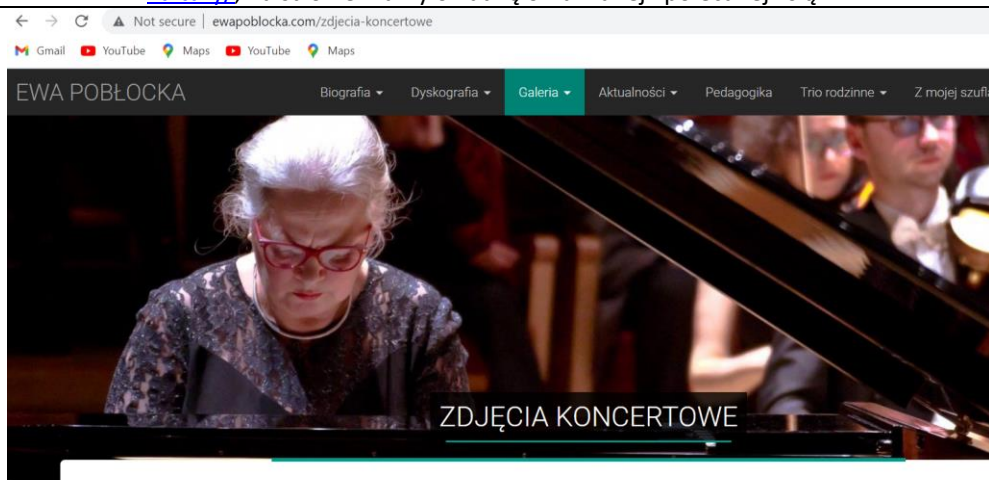 Not secure | ewapoblocka.com/zdjecia-koncertowe
Gmail YouTube Maps YouTube Maps
EWA POBŁOCKA Biografia Dyskografia Galeria Aktualności Pedagogika Trio rodzinne Z mojej szufla
ZDJĘCIA KONCERTOWE